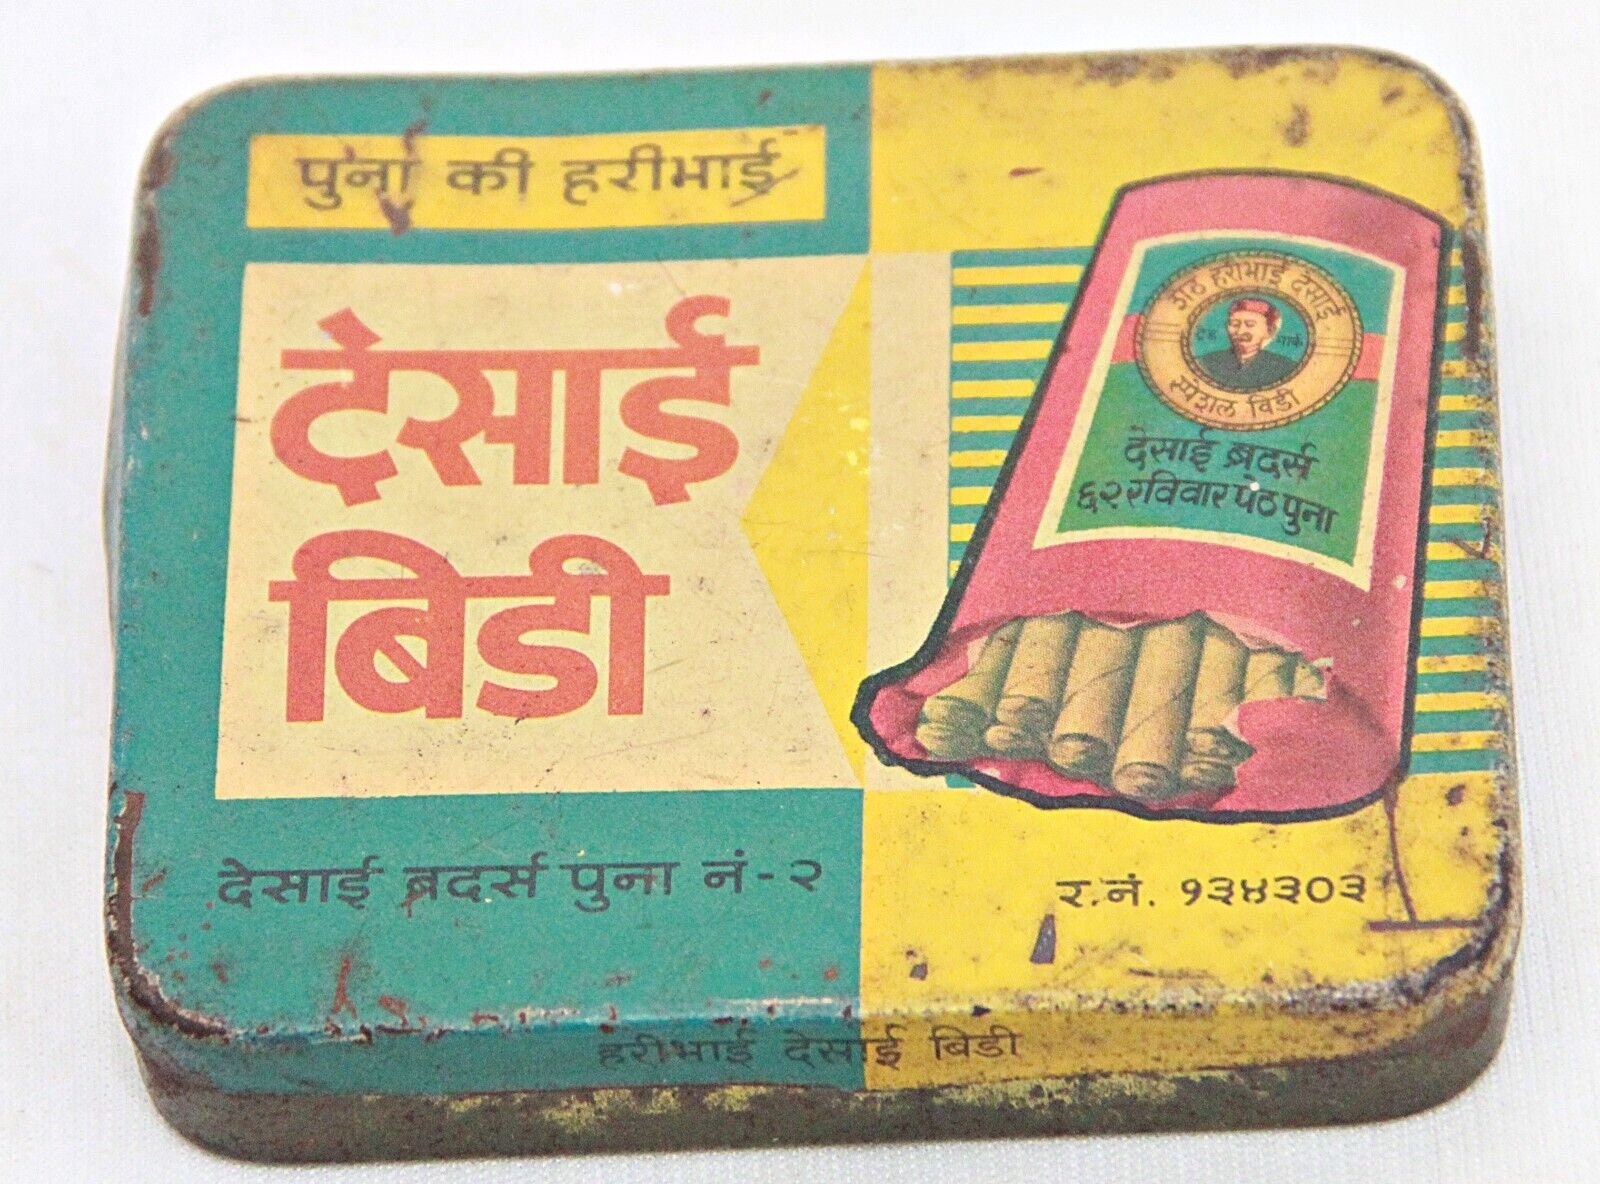 पुना की हरीभाई
देसाई
बिडी
शेठ हरीभाई देसाई
ट्रेड मार्क
स्पेशल विडी
देसाई ब्रदर्स
६२ रविवार पेठ पुना
देसाई ब्रदर्स पुना नं-२
र.नं. १३४३०३
हरीभाई देसाई बिडी